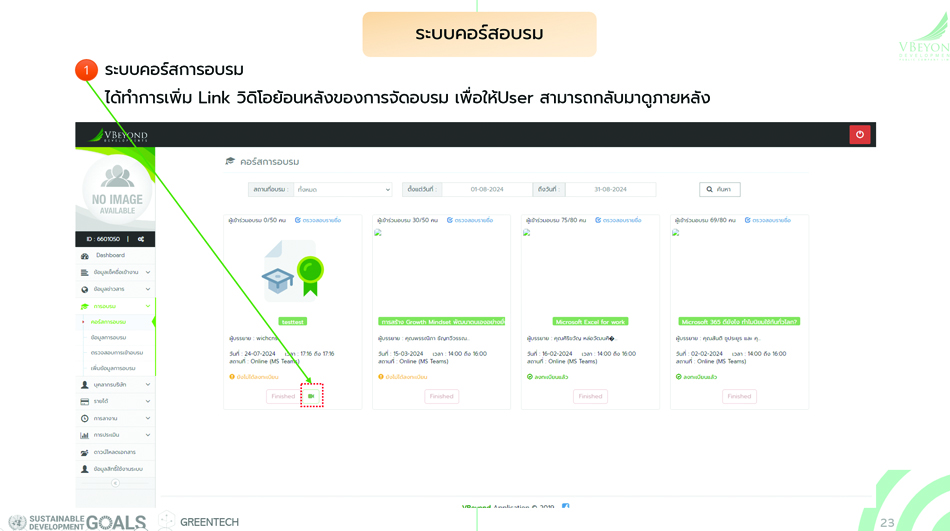 ระบบคอร์สอบรม
VBEYOND
DEVELOPMENT
1 ระบบคอร์สการอบรม
ได้ทำการเพิ่ม Link วิดีโอย้อนหลังของการจัดอบรม เพื่อให้User สามารถกลับมาดูภายหลัง
VBEYOND
DEVELOPMENT
NO IMAGE
AVAILABLE
ID : 6601050
Dashboard
ข้อมูลเช็คชื่อเข้างาน
ข้อมูลข่าวสาร
การอบรม
คอร์สการอบรม
ข้อมูลการอบรม
ตรวจสอบการเข้าอบรม
เพิ่มข้อมูลการอบรม
บุคลากรบริษัท
รายได้
การลางาน
การประเมิน
ดาวน์โหลดเอกสาร
ข้อมูลสิทธิ์ใช้งานระบบ
คอร์สการอบรม
สถานที่อบรม : ทั้งหมด ตั้งแต่วันที่ : 01-08-2024 ถึงวันที่ : 31-08-2024 ค้นหา
ผู้เข้าร่วมอบรม 0/50 คน ตรวจสอบรายชื่อ
testtest
ผู้บรรยาย :
วันที่ : 24-07-2024 เวลา : 17:16 ถึง 17:16
สถานที่ : Online (MS Teams)
ยังไม่ได้ลงทะเบียน
Finished
ผู้เข้าร่วมอบรม 30/50 คน ตรวจสอบรายชื่อ
การสร้าง Growth Mindset พัฒนาตนเองอย่าง
ผู้บรรยาย : คุณพรรณิภา ธัญทวีวรรณ..
วันที่ : 15-03-2024 เวลา : 14:00 ถึง 16:00
สถานที่ : Online (MS Teams)
ยังไม่ได้ลงทะเบียน
Finished
ผู้เข้าร่วมอบรม 75/80 คน ตรวจสอบรายชื่อ
Microsoft Excel for work
ผู้บรรยาย : คุณศิริขวัญ หล่อวัฒนศิ�..
วันที่ : 16-02-2024 เวลา : 14:00 ถึง 16:00
สถานที่ : Online (MS Teams)
ลงทะเบียนแล้ว
Finished
ผู้เข้าร่วมอบรม 69/80 คน ตรวจสอบรายชื่อ
Microsoft 365 ดียังไง ทำไมนิยมใช้กันทั่วโลก?
ผู้บรรยาย : คุณสันติ รุประยูร และ คุ..
วันที่ : 02-02-2024 เวลา : 14:00 ถึง 16:00
สถานที่ : Online (MS Teams)
ลงทะเบียนแล้ว
Finished
VBeyond Application © 2019
SUSTAINABLE
DEVELOPMENT GOALS
GREENTECH
23